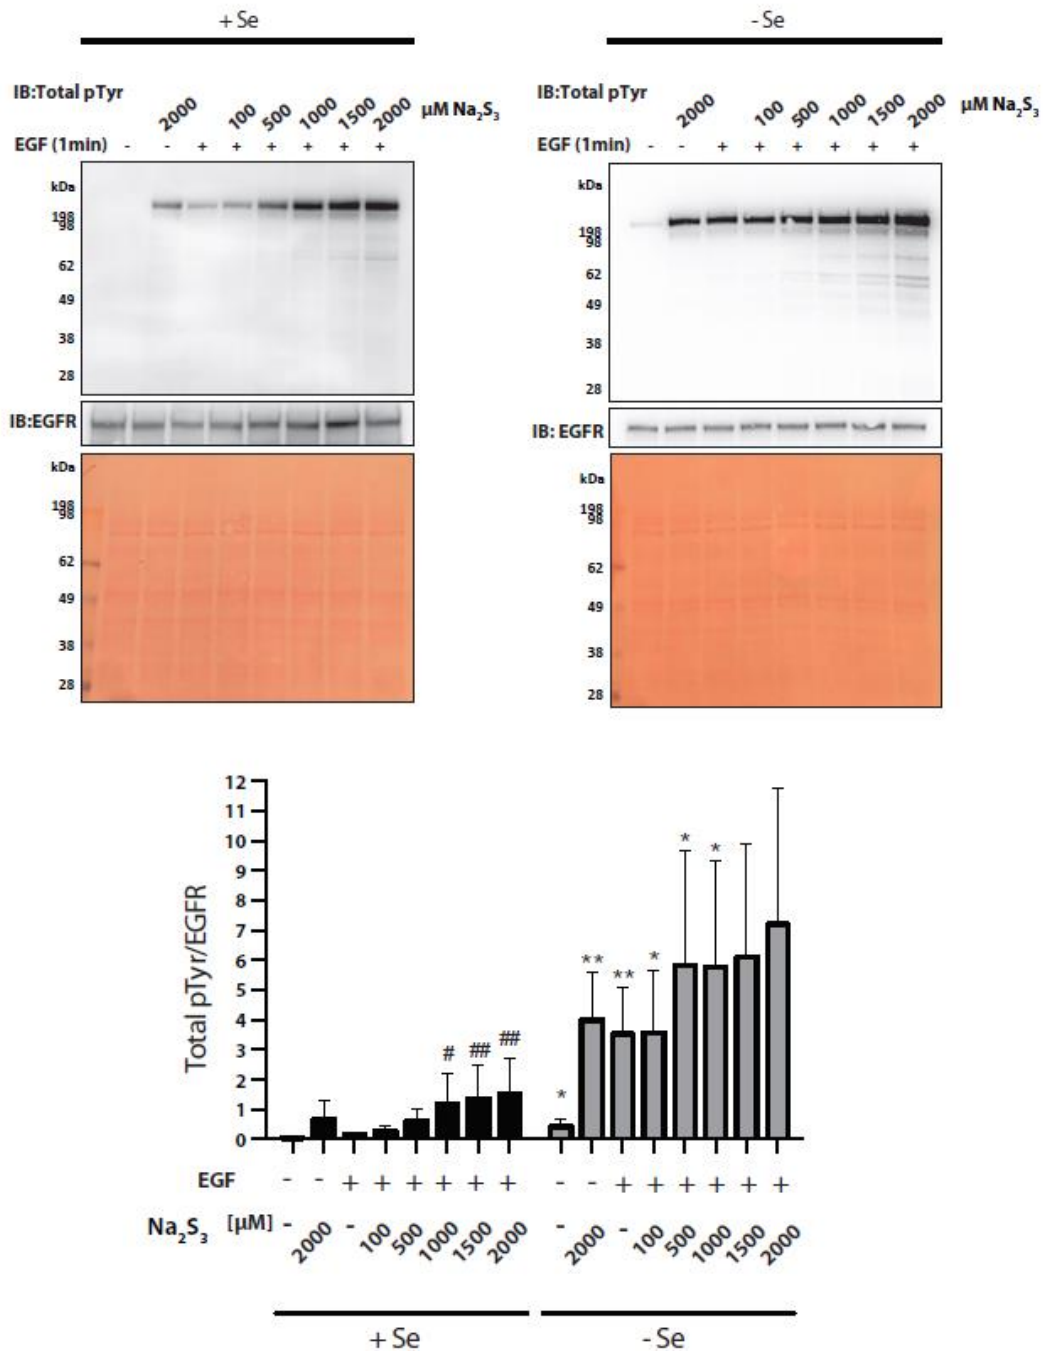 + Se
- Se
IB:Total pTyr
2000 100 500 1000 1500 2000 μM Na₂S₃
EGF (1min) - - + + + + + +
kDa
198
98
62
49
38
28
IB:EGFR
kDa
198
98
62
49
38
28
IB:Total pTyr
2000 100 500 1000 1500 2000 μM Na₂S₃
EGF (1min) - - + + + + + +
kDa
198
98
62
49
38
28
IB: EGFR
kDa
198
98
62
49
38
28
Total pTyr/EGFR
12
11
10
9
8
7
6
5
4
3
2
1
0
# ## ## * ** ** * * *
EGF - - + + + + + + - - + + + + + +
Na₂S₃ [μM] - 2000 - 100 500 1000 1500 2000 - 2000 - 100 500 1000 1500 2000
+ Se - Se